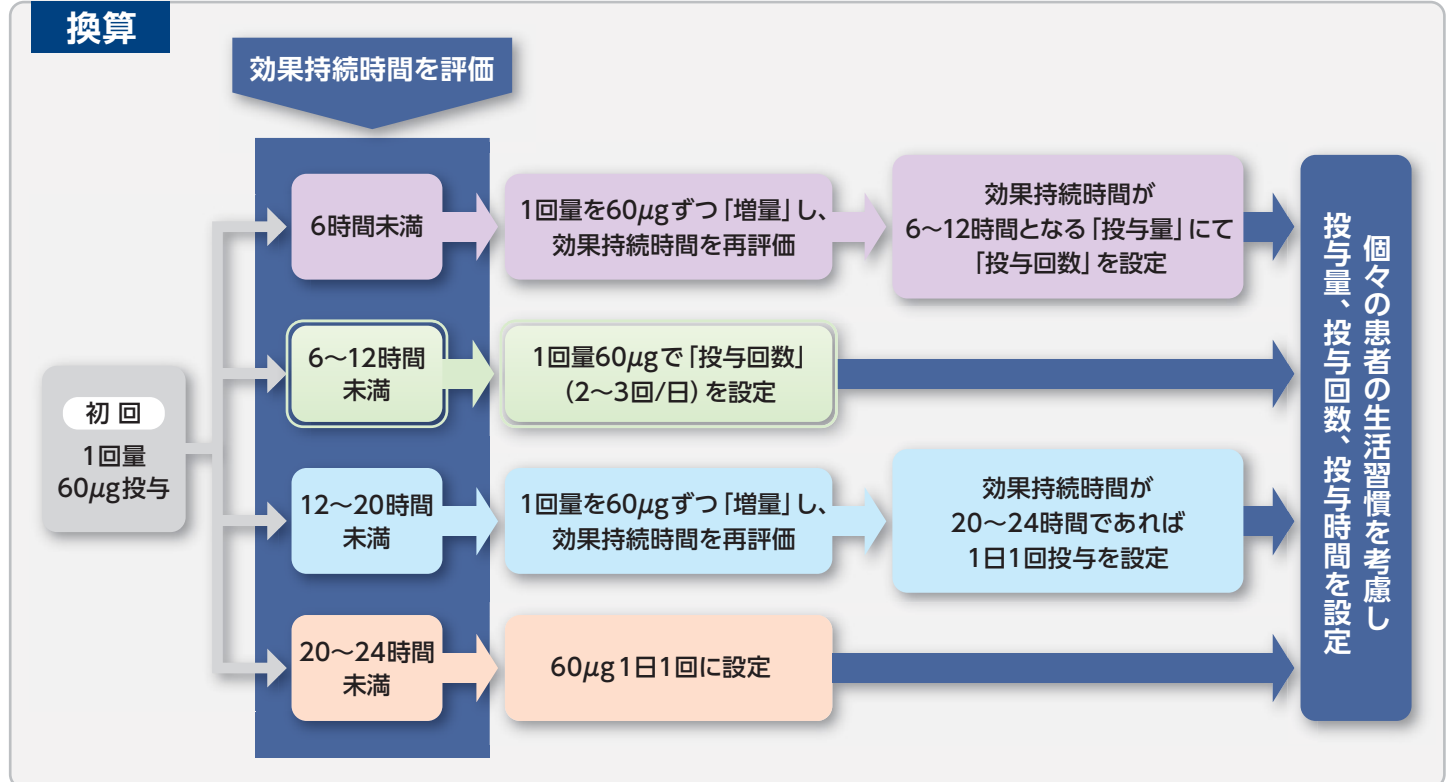 換算
効果持続時間を評価
初回
1回量
60μg投与
6時間未満
1回量を60μgずつ「増量」し、
効果持続時間を再評価
効果持続時間が
6〜12時間となる「投与量」にて
「投与回数」を設定
6〜12時間
未満
1回量60μgで「投与回数」
（2〜3回/日）を設定
12〜20時間
未満
1回量を60μgずつ「増量」し、
効果持続時間を再評価
効果持続時間が
20〜24時間であれば
1日1回投与を設定
20〜24時間
未満
60μg1日1回に設定
個々の患者の生活習慣を考慮し
投与量、投与回数、投与時間を設定